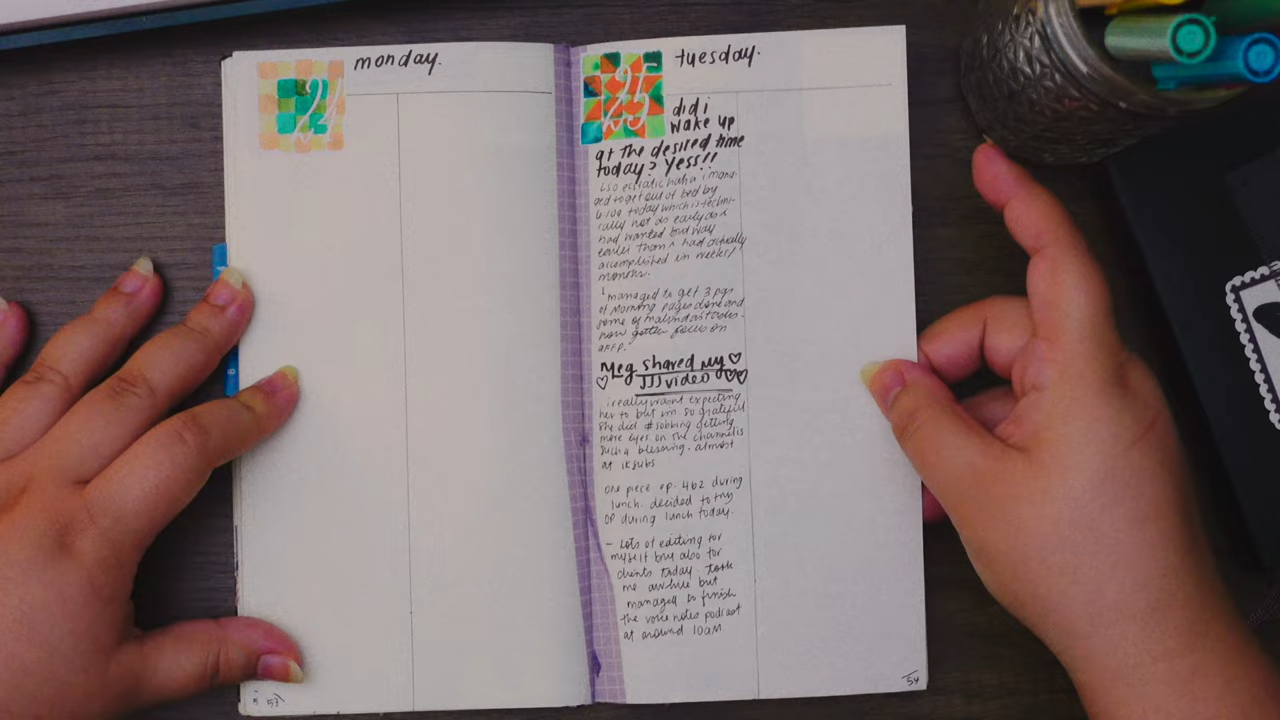 24
monday.
25
tuesday.
did i
wake up
at the desired time
today? yess!!
so ecstatic haha i mana-
ged to get out of bed by
today which is techni-
cally not as early as i
had wanted but way
earlier than i had actually
accomplished in weeks/
months.
i managed to get 3 pgs
of morning pages done and
some of
now gotta focus on
Meg shared my
JJJ video
i really wasn't expecting
her to but im so grateful
she did #sobbing getting
more eyes on the channel is
such a blessing. almost
at 1k subs
one piece ep. 462 during
lunch. decided to try
OP during lunch today.
- Lots of editing for
myself but also for
clients today. took
me awhile but
managed to finish
the voice notes podcast
at around 10am.
53
54